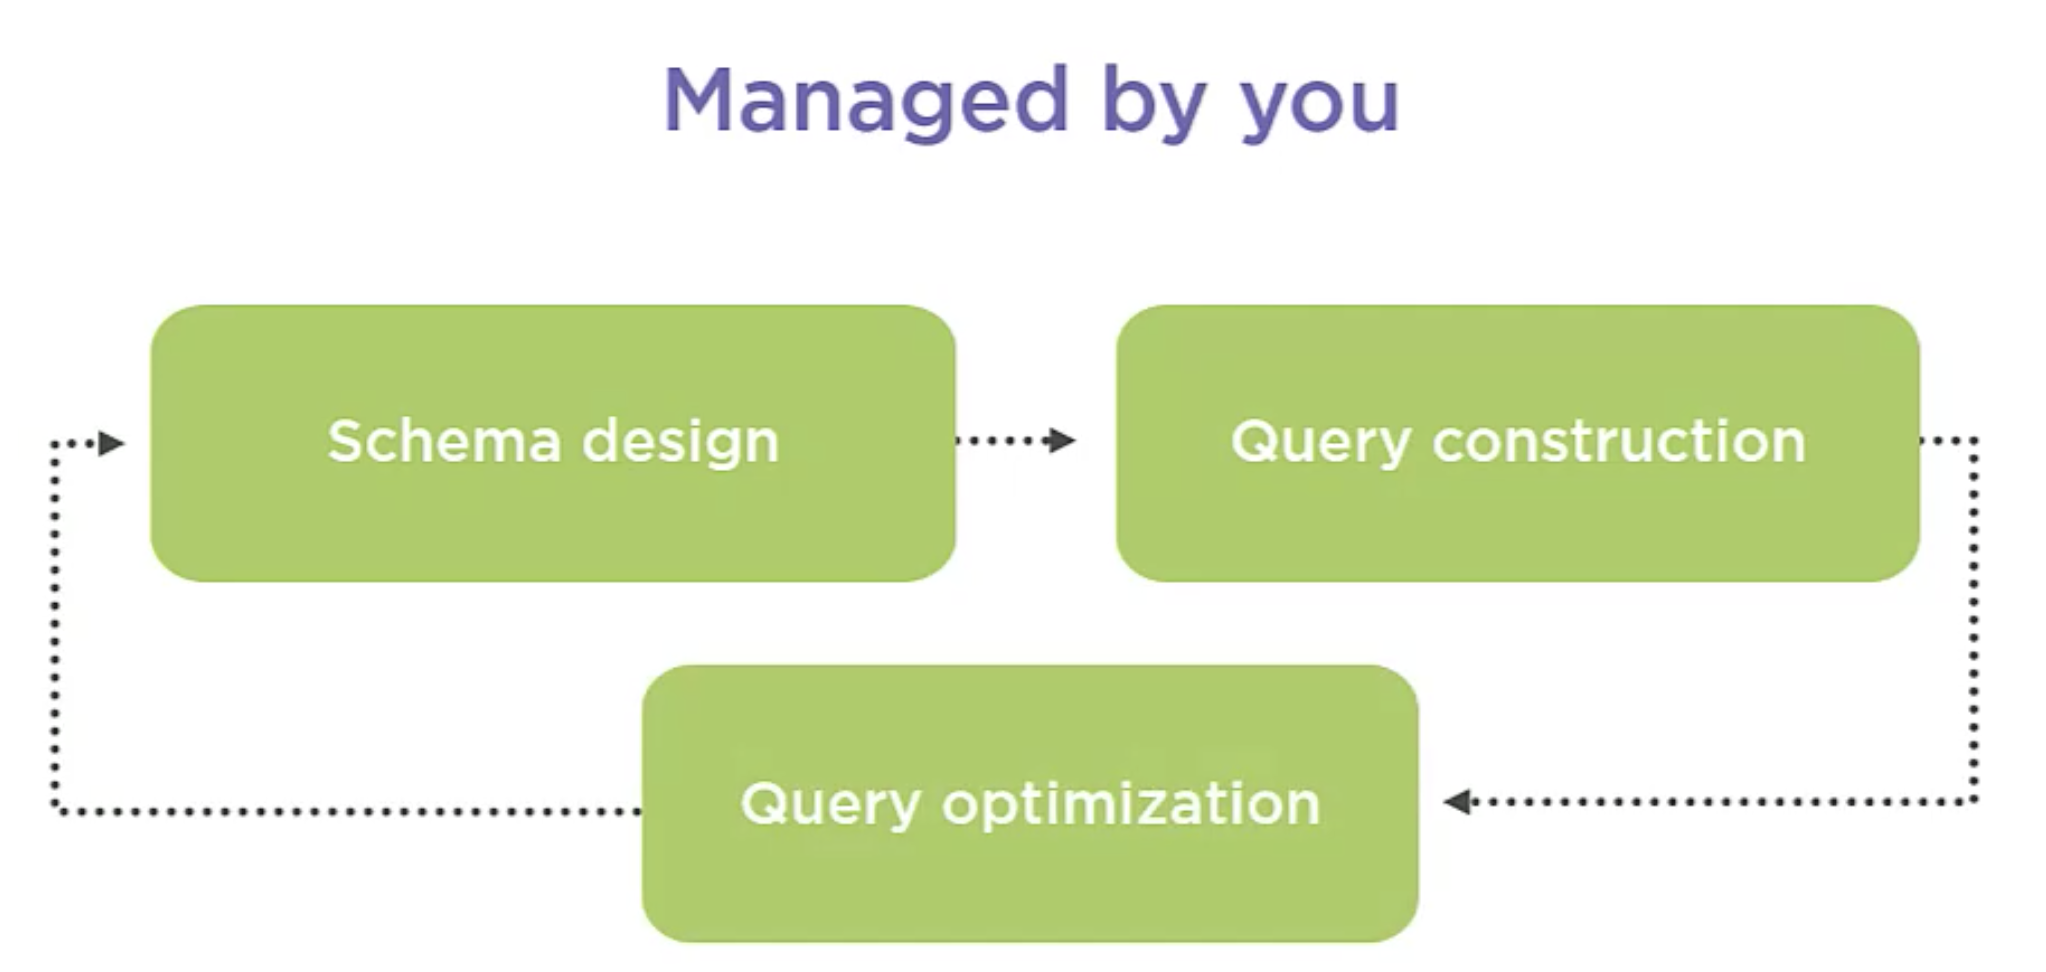 Managed by you
Schema design
Query construction
Query optimization